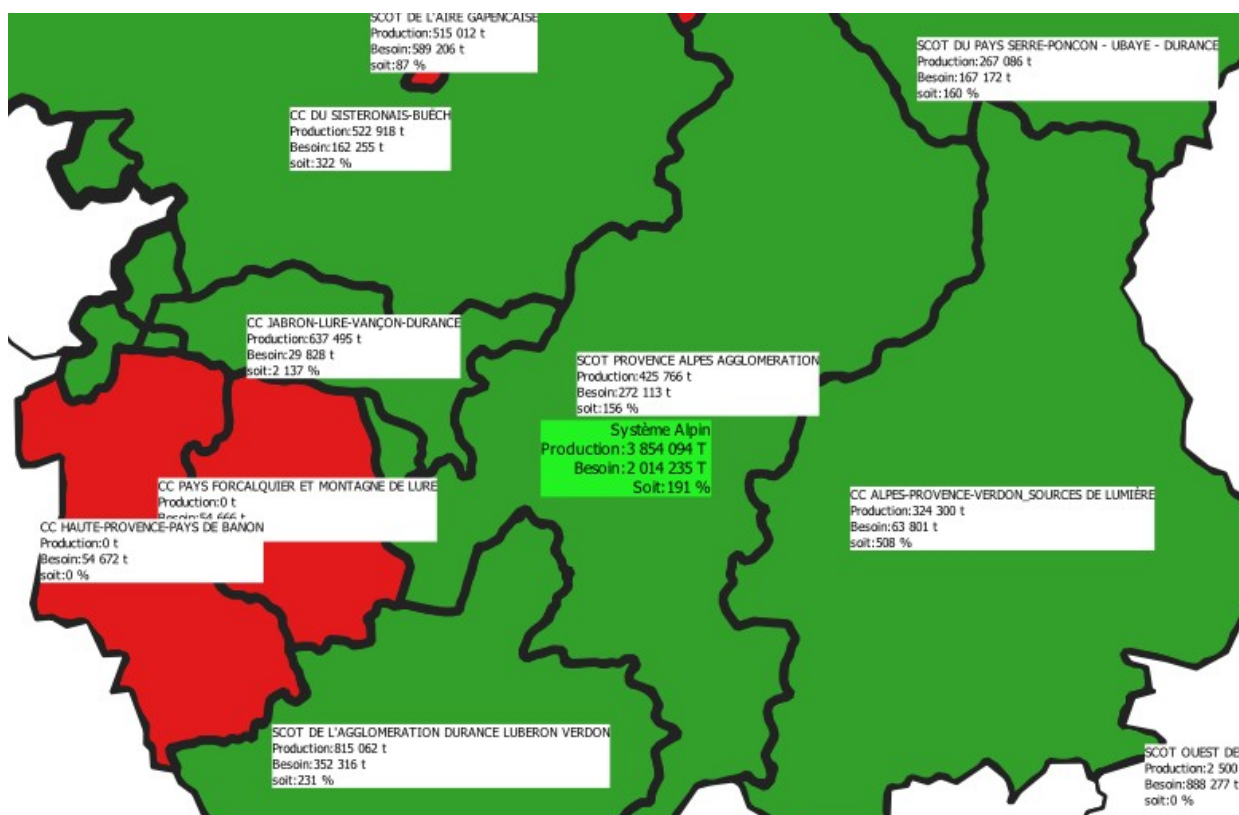 SCOT DE L'AIRE GAPENCAISE
Production:515 012 t
Besoin:589 206 t
soit:87 %
SCOT DU PAYS SERRE-PONCON - UBAYE - DURANCE
Production:267 086 t
Besoin:167 172 t
soit:160 %
CC DU SISTERONAIS-BUËCH
Production:522 918 t
Besoin:162 255 t
soit:322 %
CC JABRON-LURE-VANÇON-DURANCE
Production:637 495 t
Besoin:29 828 t
soit:2 137 %
SCOT PROVENCE ALPES AGGLOMERATION
Production:425 766 t
Besoin:272 113 t
soit:156 %
Système Alpin
Production:3 854 094 T
Besoin:2 014 235 T
Soit:191 %
CC PAYS FORCALQUIER ET MONTAGNE DE LURE
Production:0 t
Besoin:54 666 t
CC HAUTE-PROVENCE-PAYS DE BANON
Production:0 t
Besoin:54 672 t
soit:0 %
CC ALPES-PROVENCE-VERDON_SOURCES DE LUMIÈRE
Production:324 300 t
Besoin:63 801 t
soit:508 %
SCOT DE L'AGGLOMERATION DURANCE LUBERON VERDON
Production:815 062 t
Besoin:352 316 t
soit:231 %
SCOT OUEST DE
Production:2 500
Besoin:888 277 t
soit:0 %